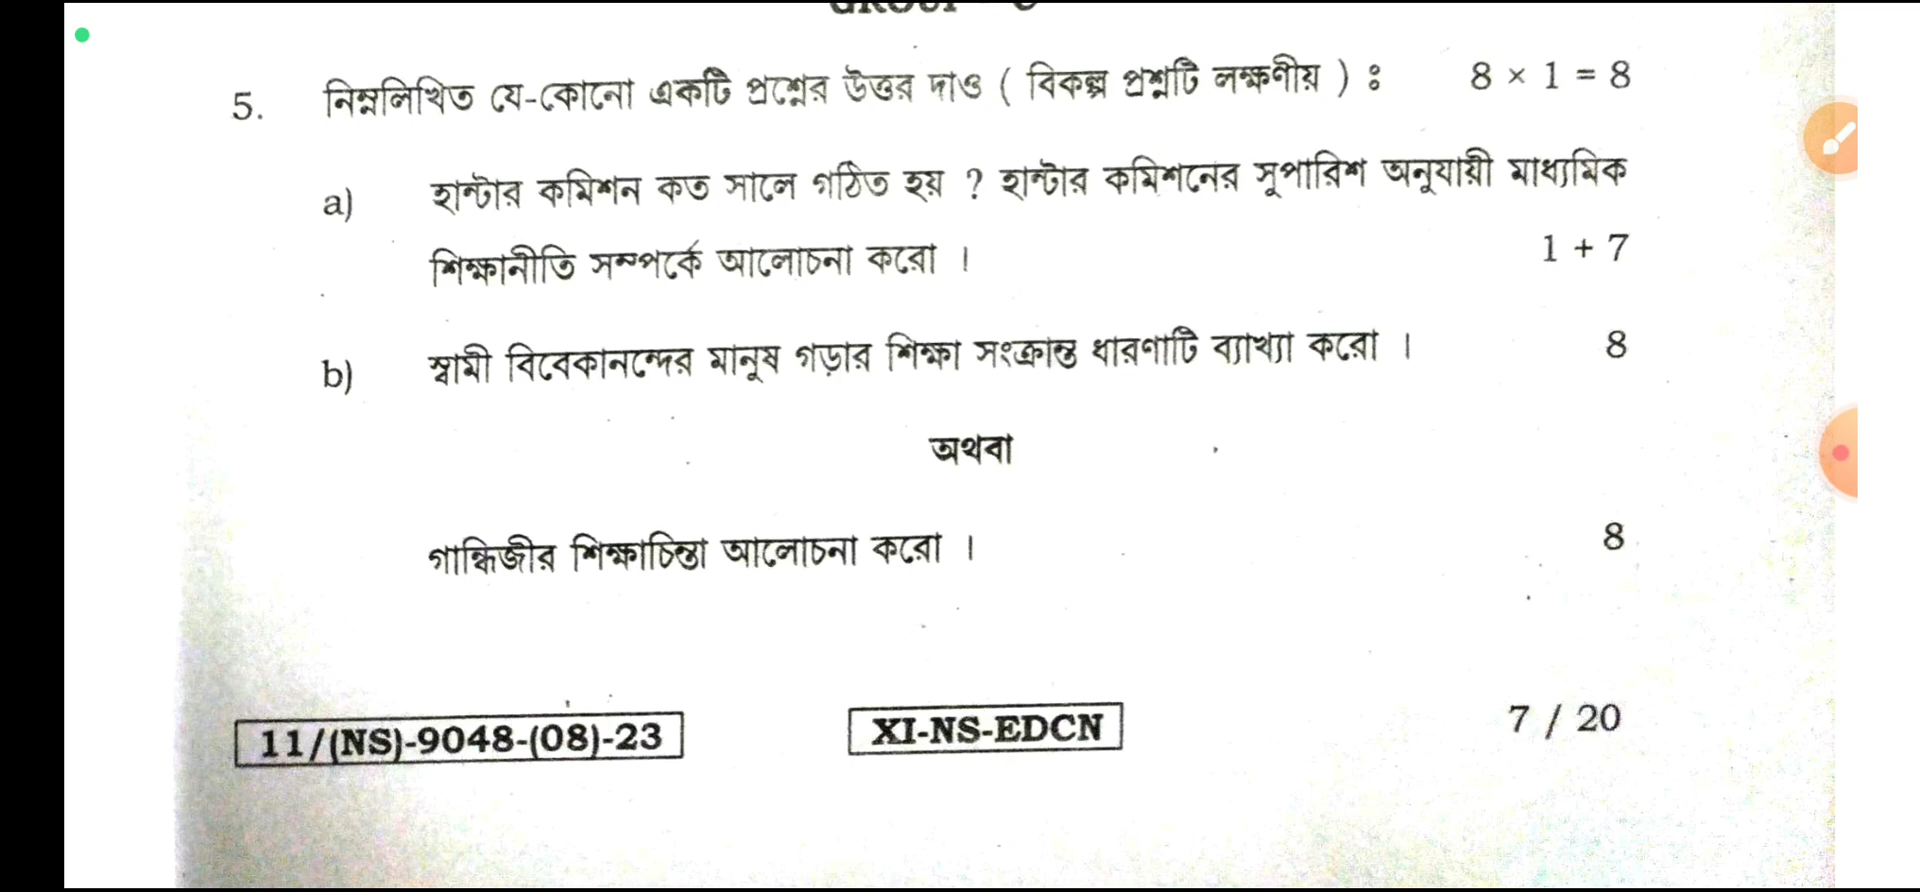 5. নিম্নলিখিত যে-কোনো একটি প্রশ্নের উত্তর দাও ( বিকল্প প্রশ্নটি লক্ষণীয় ) : 8 × 1 = 8
a) হান্টার কমিশন কত সালে গঠিত হয় ? হান্টার কমিশনের সুপারিশ অনুযায়ী মাধ্যমিক
শিক্ষানীতি সম্পর্কে আলোচনা করো । 1 + 7
b) স্বামী বিবেকানন্দের মানুষ গড়ার শিক্ষা সংক্রান্ত ধারণাটি ব্যাখ্যা করো । 8
অথবা
গান্ধিজীর শিক্ষাচিন্তা আলোচনা করো । 8
11/(NS)-9048-(08)-23 XI-NS-EDCN 7 / 20